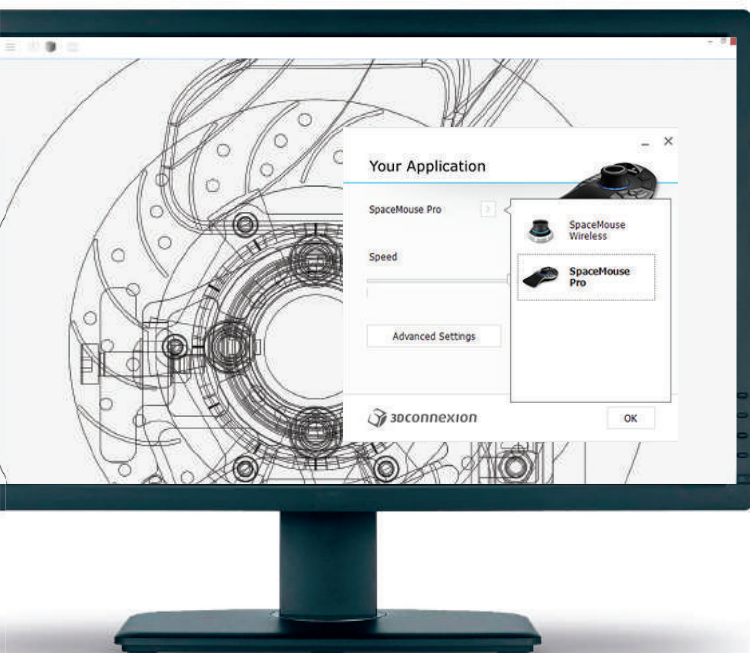 Your Application
SpaceMouse Pro
SpaceMouse
Wireless
SpaceMouse
Pro
Speed
Advanced Settings
3Dconnexion
OK